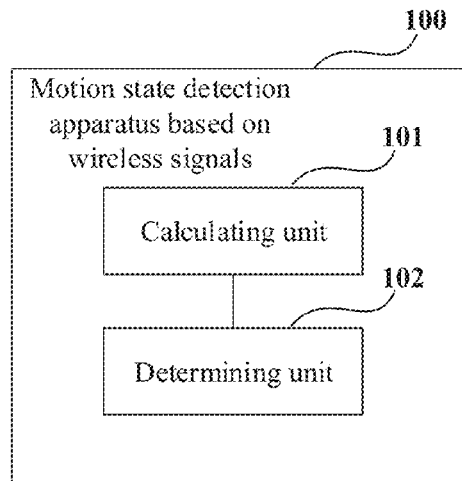 100
Motion state detection
apparatus based on
wireless signals
101
Calculating unit
102
Determining unit